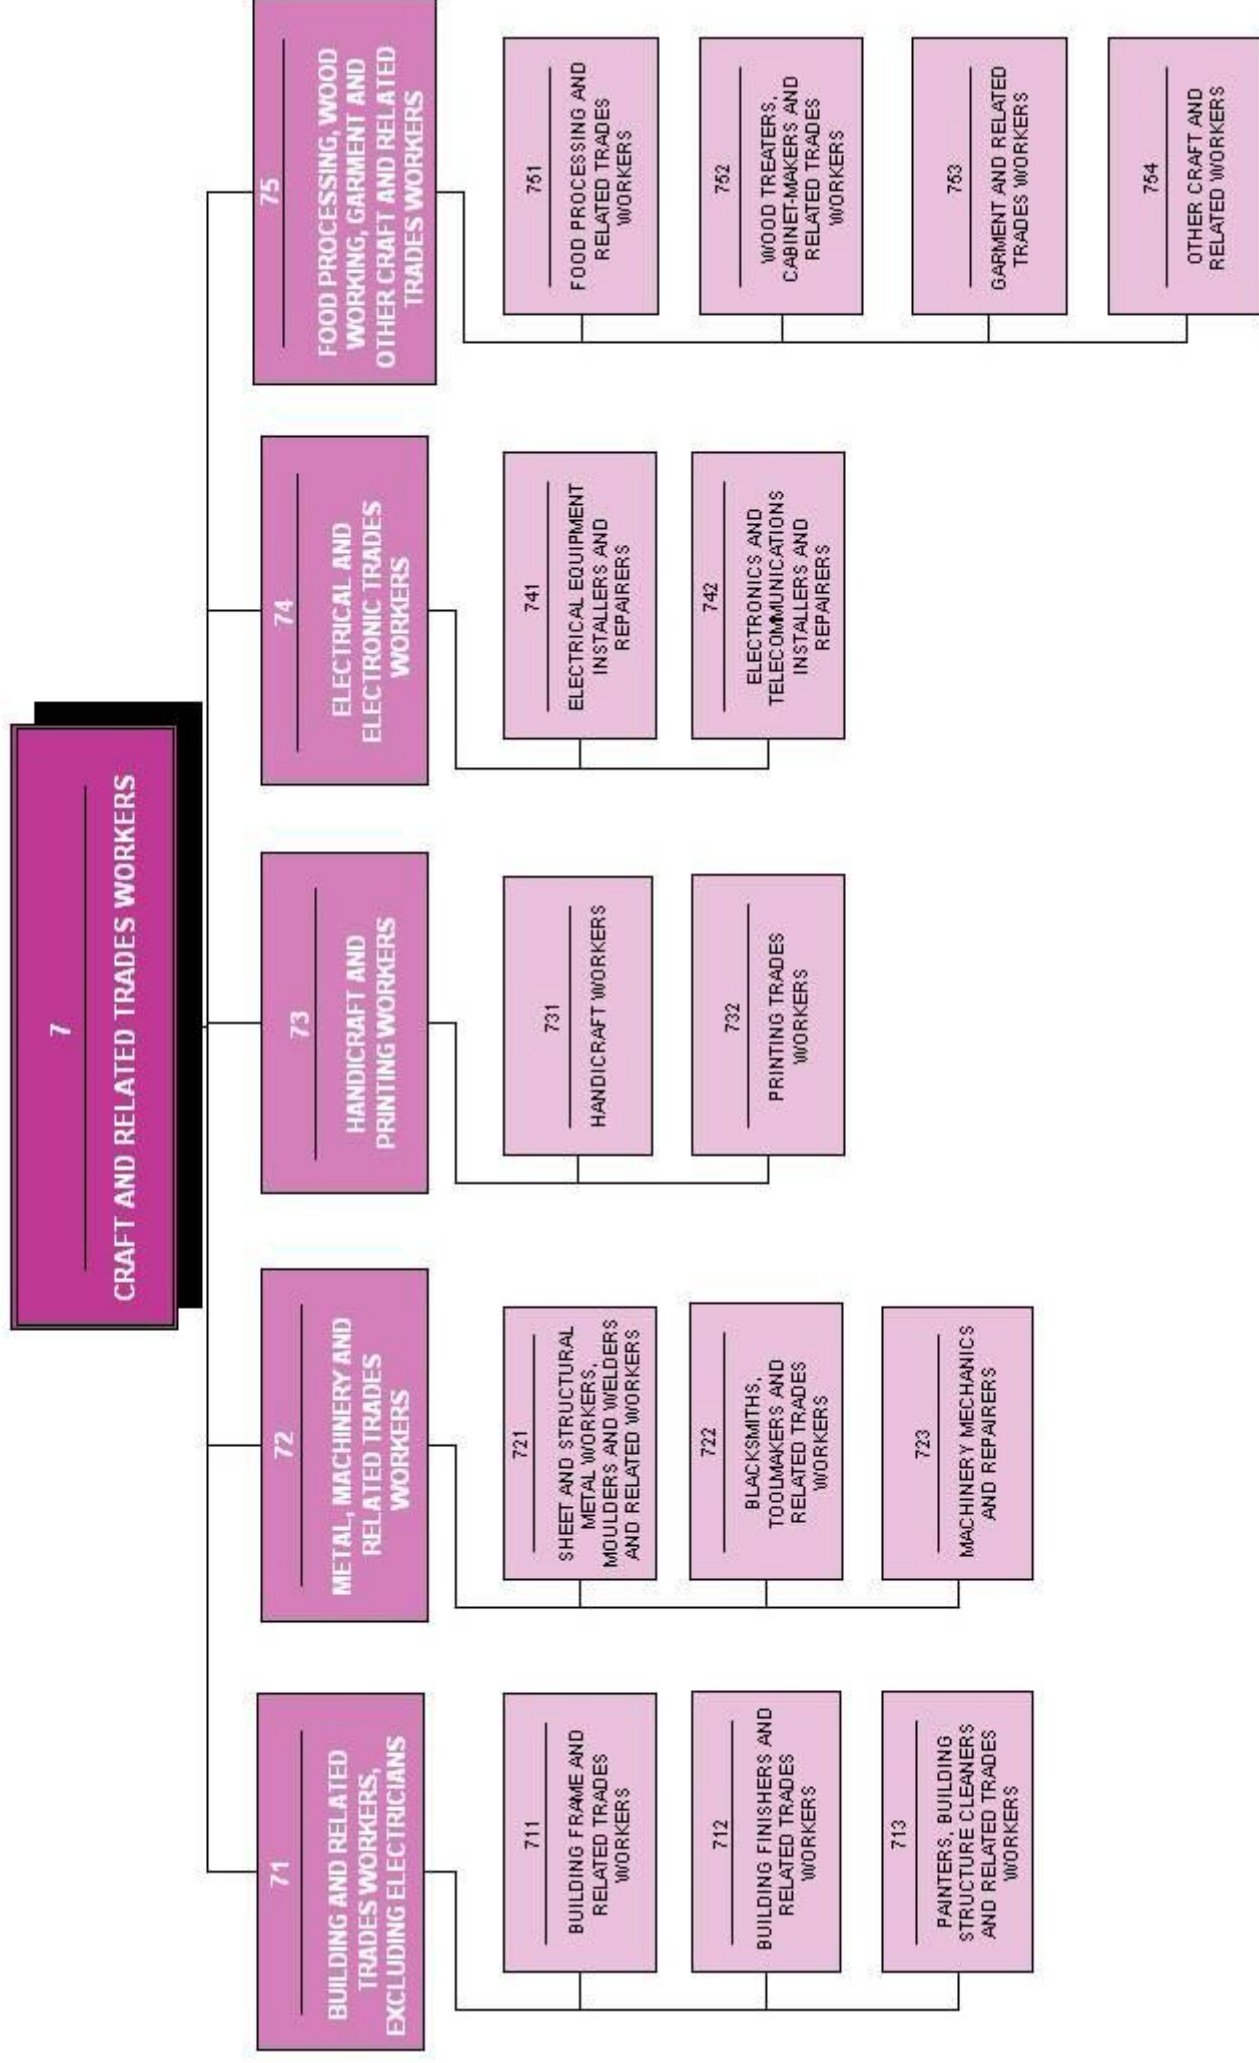 7
CRAFT AND RELATED TRADES WORKERS
71
BUILDING AND RELATED
TRADES WORKERS,
EXCLUDING ELECTRICIANS
72
METAL, MACHINERY AND
RELATED TRADES
WORKERS
73
HANDICRAFT AND
PRINTING WORKERS
74
ELECTRICAL AND
ELECTRONIC TRADES
WORKERS
75
FOOD PROCESSING, WOOD
WORKING, GARMENT AND
OTHER CRAFT AND RELATED
TRADES WORKERS
711
BUILDING FRAME AND
RELATED TRADES
WORKERS
712
BUILDING FINISHERS AND
RELATED TRADES
WORKERS
713
PAINTERS, BUILDING
STRUCTURE CLEANERS
AND RELATED TRADES
WORKERS
721
SHEET AND STRUCTURAL
METAL WORKERS,
MOULDERS AND WELDERS
AND RELATED WORKERS
722
BLACKSMITHS,
TOOLMAKERS AND
RELATED TRADES
WORKERS
723
MACHINERY MECHANICS
AND REPAIRERS
731
HANDICRAFT WORKERS
732
PRINTING TRADES
WORKERS
741
ELECTRICAL EQUIPMENT
INSTALLERS AND
REPAIRERS
742
ELECTRONICS AND
TELECOMMUNICATIONS
INSTALLERS AND
REPAIRERS
751
FOOD PROCESSING AND
RELATED TRADES
WORKERS
752
WOOD TREATERS,
CABINET-MAKERS AND
RELATED TRADES
WORKERS
753
GARMENT AND RELATED
TRADES WORKERS
754
OTHER CRAFT AND
RELATED WORKERS